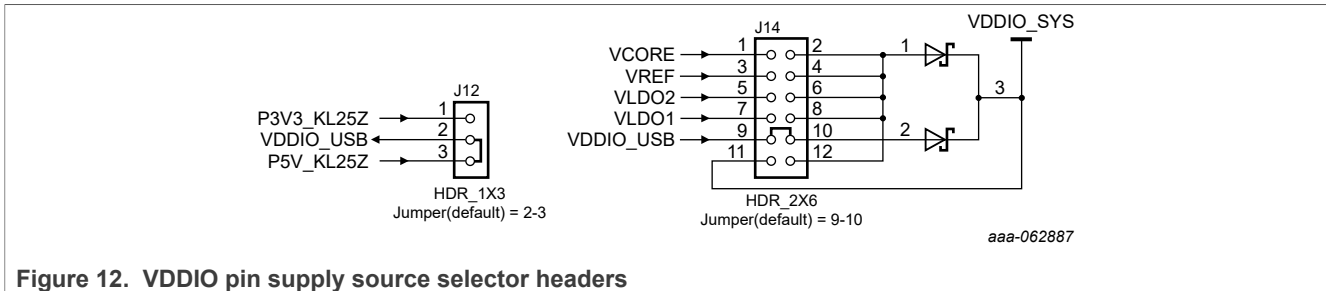 J12
P3V3_KL25Z 1
VDDIO_USB 2
P5V_KL25Z 3
HDR_1X3
Jumper(default) = 2-3
J14
VCORE 1 2 1
VREF 3 4
VLDO2 5 6
VLDO1 7 8
VDDIO_USB 9 10 2
11 12
HDR_2X6
Jumper(default) = 9-10
VDDIO_SYS
3
aaa-062887
Figure 12. VDDIO pin supply source selector headers